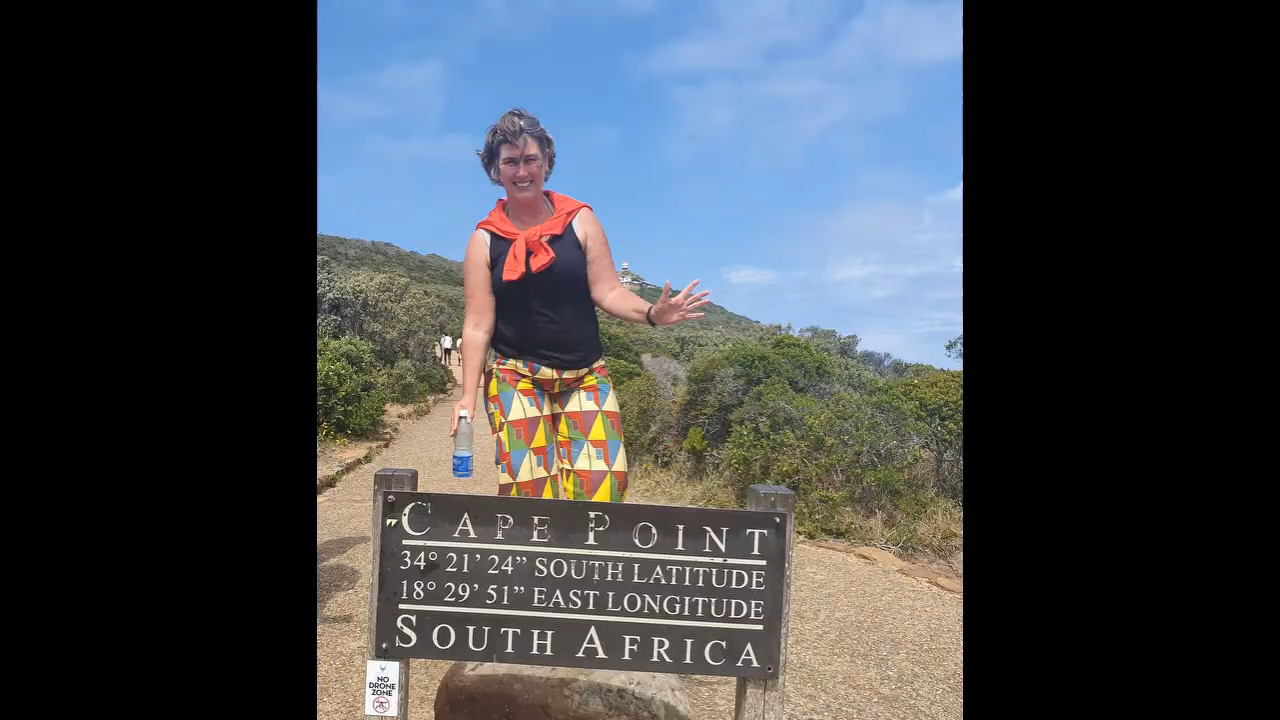 CAPE POINT
34° 21' 24" SOUTH LATITUDE
18° 29' 51" EAST LONGITUDE
SOUTH AFRICA
NO
DRONE
ZONE